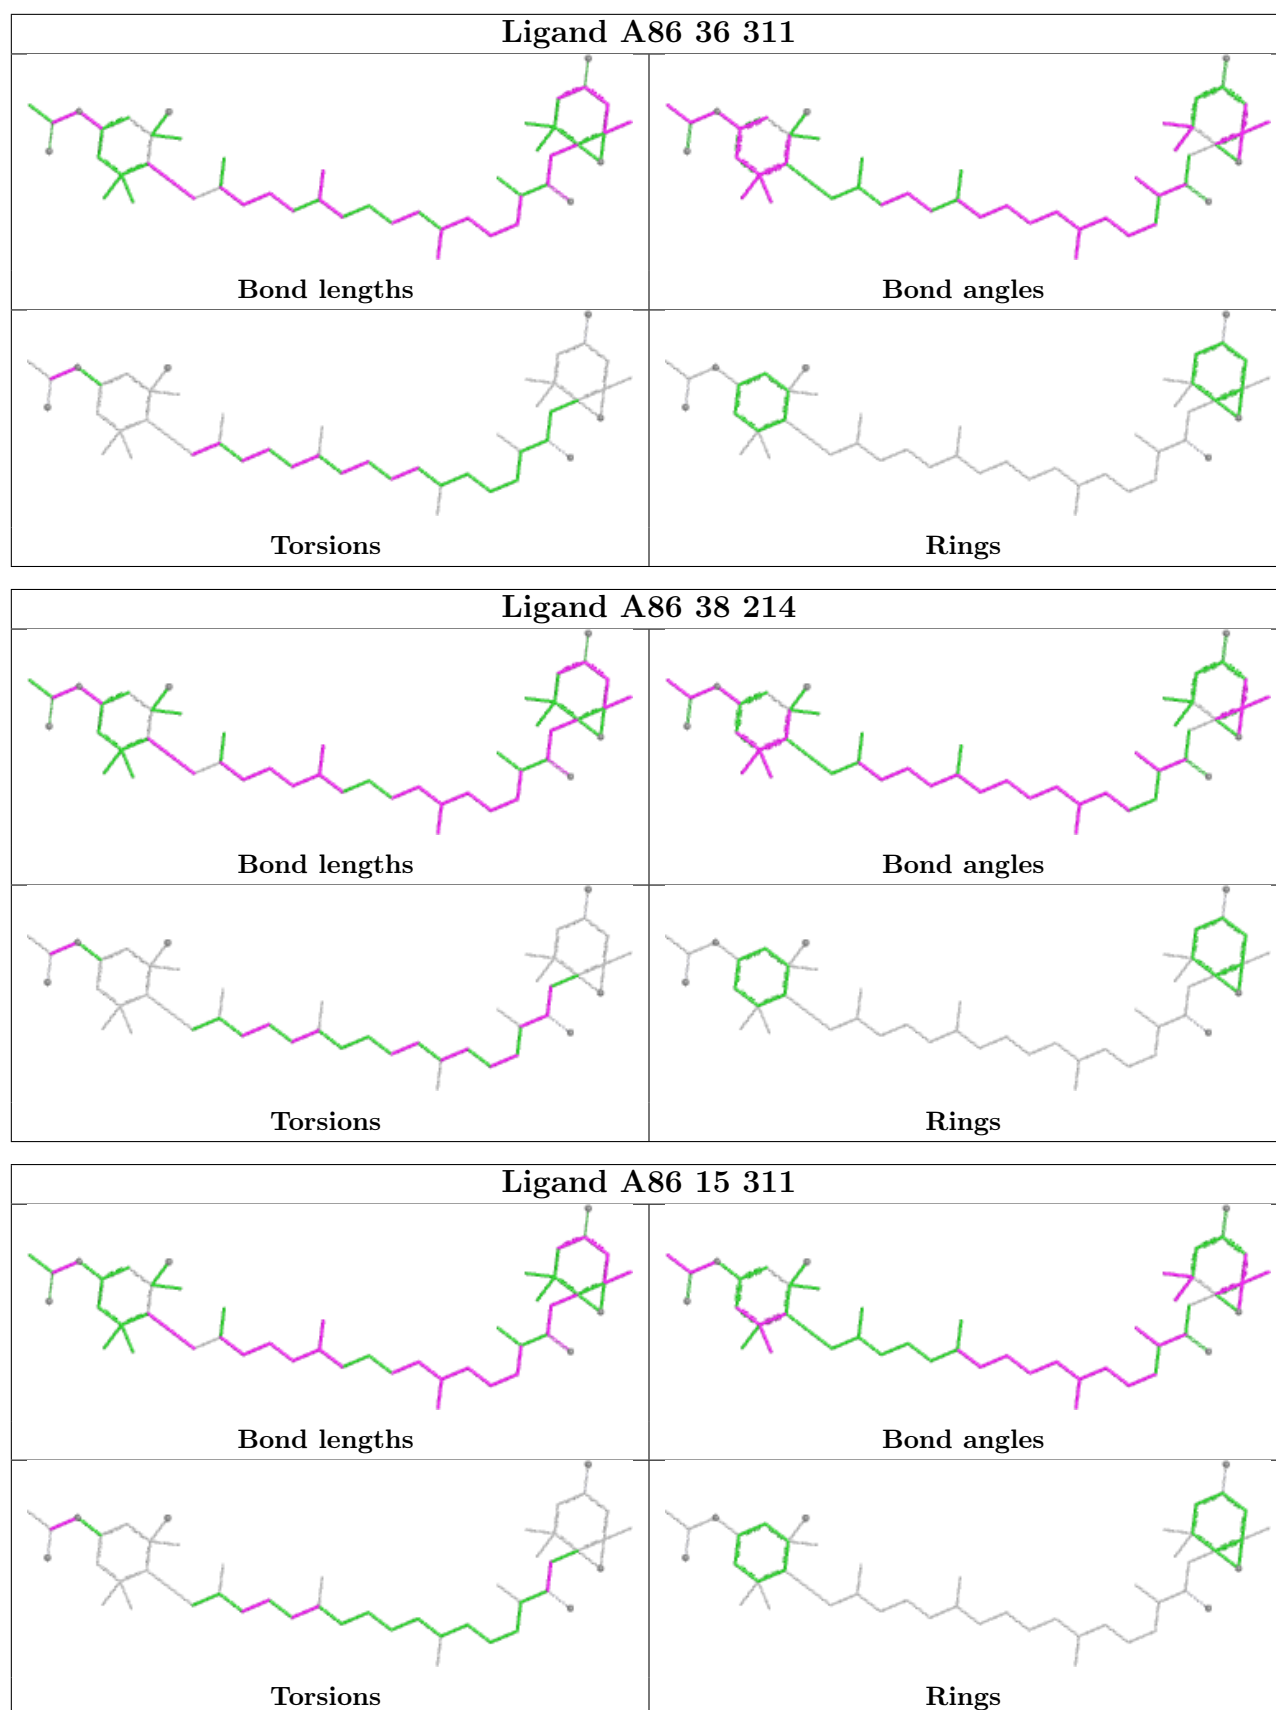 Ligand A86 36 311
Bond lengths
Bond angles
Torsions
Rings
Ligand A86 38 214
Bond lengths
Bond angles
Torsions
Rings
Ligand A86 15 311
Bond lengths
Bond angles
Torsions
Rings